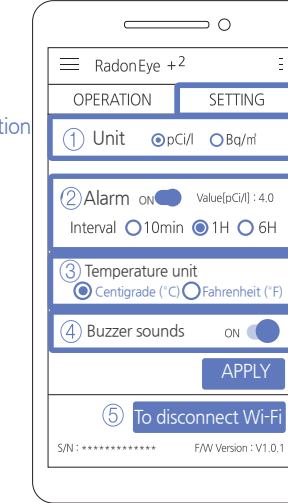 RadonEye +2
OPERATION SETTING
tion
① Unit pCi/l Bq/㎥
② Alarm ON Value[pCi/l] : 4.0
Interval 10min 1H 6H
③ Temperature unit
Centigrade (°C) Fahrenheit (°F)
④ Buzzer sounds ON
APPLY
⑤ To disconnect Wi-Fi
S/N : ************* F/W Version : V1.0.1